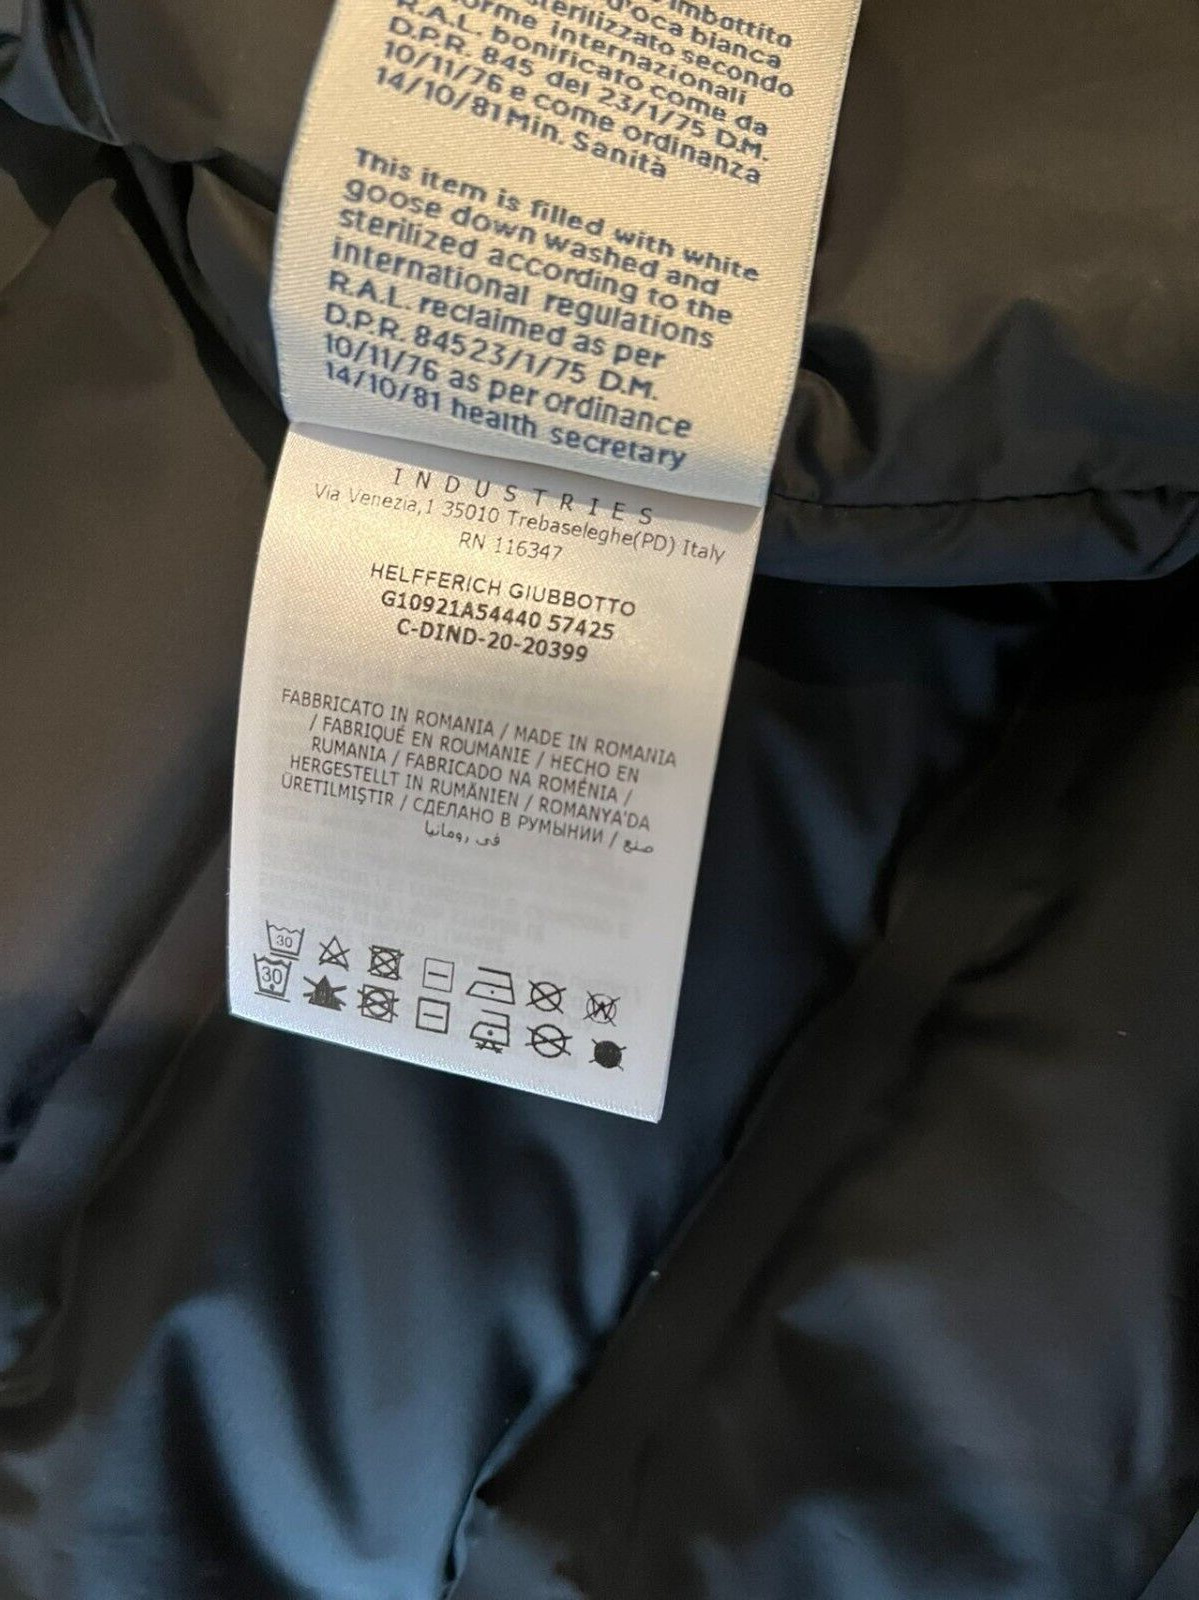 imbottito
d'oca bianca
sterilizzato secondo
norme internazionali
R.A.L. bonificato come da
D.P.R. 845 del 23/1/75 D.M.
10/11/76 e come ordinanza
14/10/81 Min. Sanità
This item is filled with white
goose down washed and
sterilized according to the
international regulations
R.A.L. reclaimed as per
D.P.R. 84523/1/75 D.M.
10/11/76 as per ordinance
14/10/81 health secretary
INDUSTRIES
Via Venezia,1 35010 Trebaseleghe(PD) Italy
RN 116347
HELFFERICH GIUBBOTTO
G10921A54440 57425
C-DIND-20-20399
FABBRICATO IN ROMANIA / MADE IN ROMANIA
/ FABRIQUÉ EN ROUMANIE / HECHO EN
RUMANIA / FABRICADO NA ROMÉNIA /
HERGESTELLT IN RUMÄNIEN / ROMANYA'DA
ÜRETILMIŞTIR / СДЕЛАНО В РУМЫНИИ / صنع
فى رومانيا
30 W
30